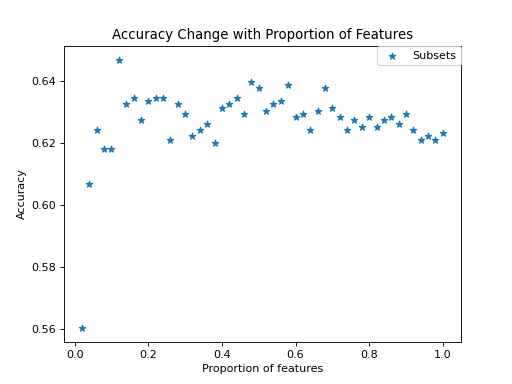 Accuracy Change with Proportion of Features
Subsets
0.64
0.62
0.60
0.58
0.56
Accuracy
0.0 0.2 0.4 0.6 0.8 1.0
Proportion of features